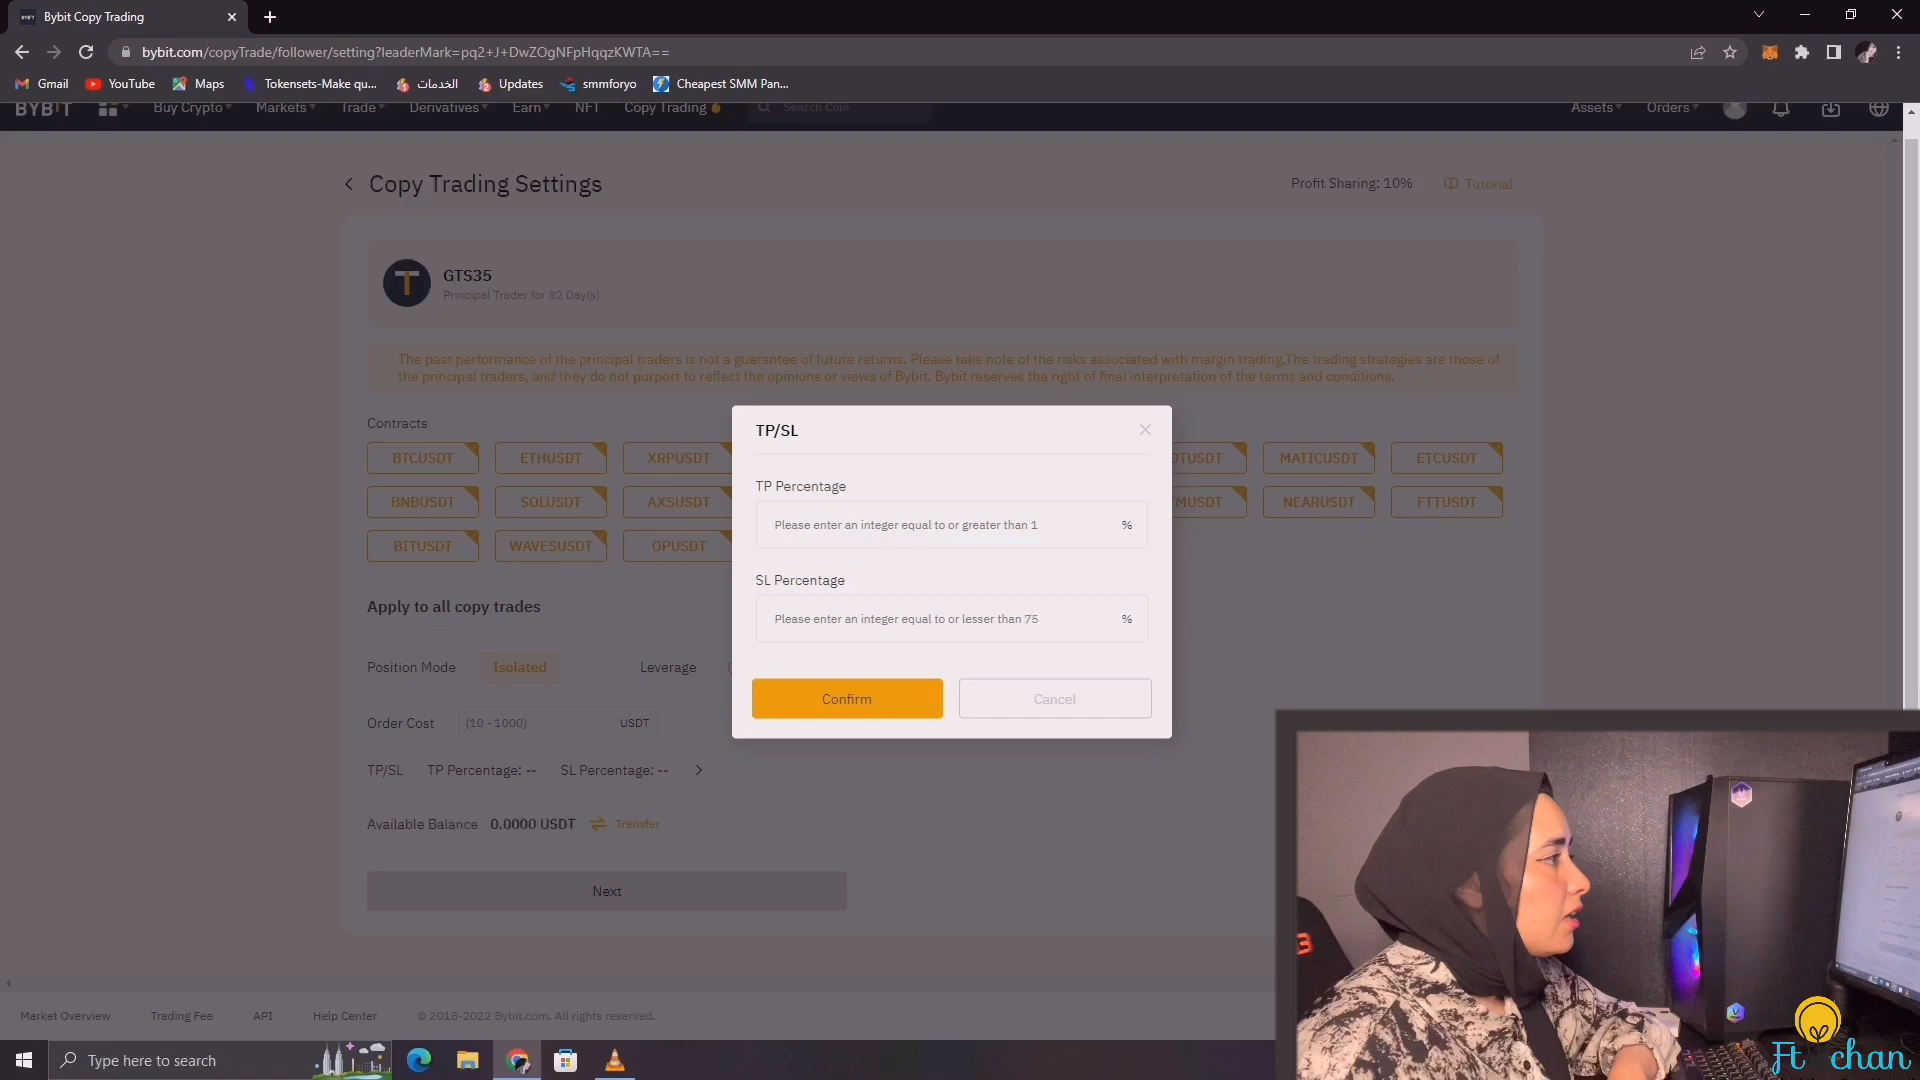 Bybit Copy Trading
bybit.com/copyTrade/follower/setting?leaderMark=pq2+J+DwZOgNFpHqqzKWTA==
Gmail YouTube Maps Tokensets-Make qu... الخدمات Updates smmforyo Cheapest SMM Pan...
BYBIT Buy Crypto Markets Trade Derivatives Earn NFT Copy Trading Search Coin Assets Orders
Copy Trading Settings Profit Sharing: 10% Tutorial
T
GTS35
Principal Trader for 82 Day(s)
The past performance of the principal traders is not a guarantee of future returns. Please take note of the risks associated with margin trading,The trading strategies are those of
the principal traders, and they do not purport to reflect the opinions or views of Bybit. Bybit reserves the right of final interpretation of the terms and conditions.
Contracts
BTCUSDT ETHUSDT XRPUSDT OTUSDT MATICUSDT ETCUSDT
BNBUSDT SOLUSDT AXSUSDT TMUSDT NEARUSDT FTTUSDT
BITUSDT WAVESUSDT OPUSDT
TP/SL
TP Percentage
Please enter an integer equal to or greater than 1 %
SL Percentage
Please enter an integer equal to or lesser than 75 %
Confirm Cancel
Apply to all copy trades
Position Mode Isolated Leverage
Order Cost (10 - 1000) USDT
TP/SL TP Percentage: -- SL Percentage: --
Available Balance 0.0000 USDT Transfer
Next
Market Overview Trading Fee API Help Center © 2018-2022 Bybit.com. All rights reserved.
Type here to search
Ft chan